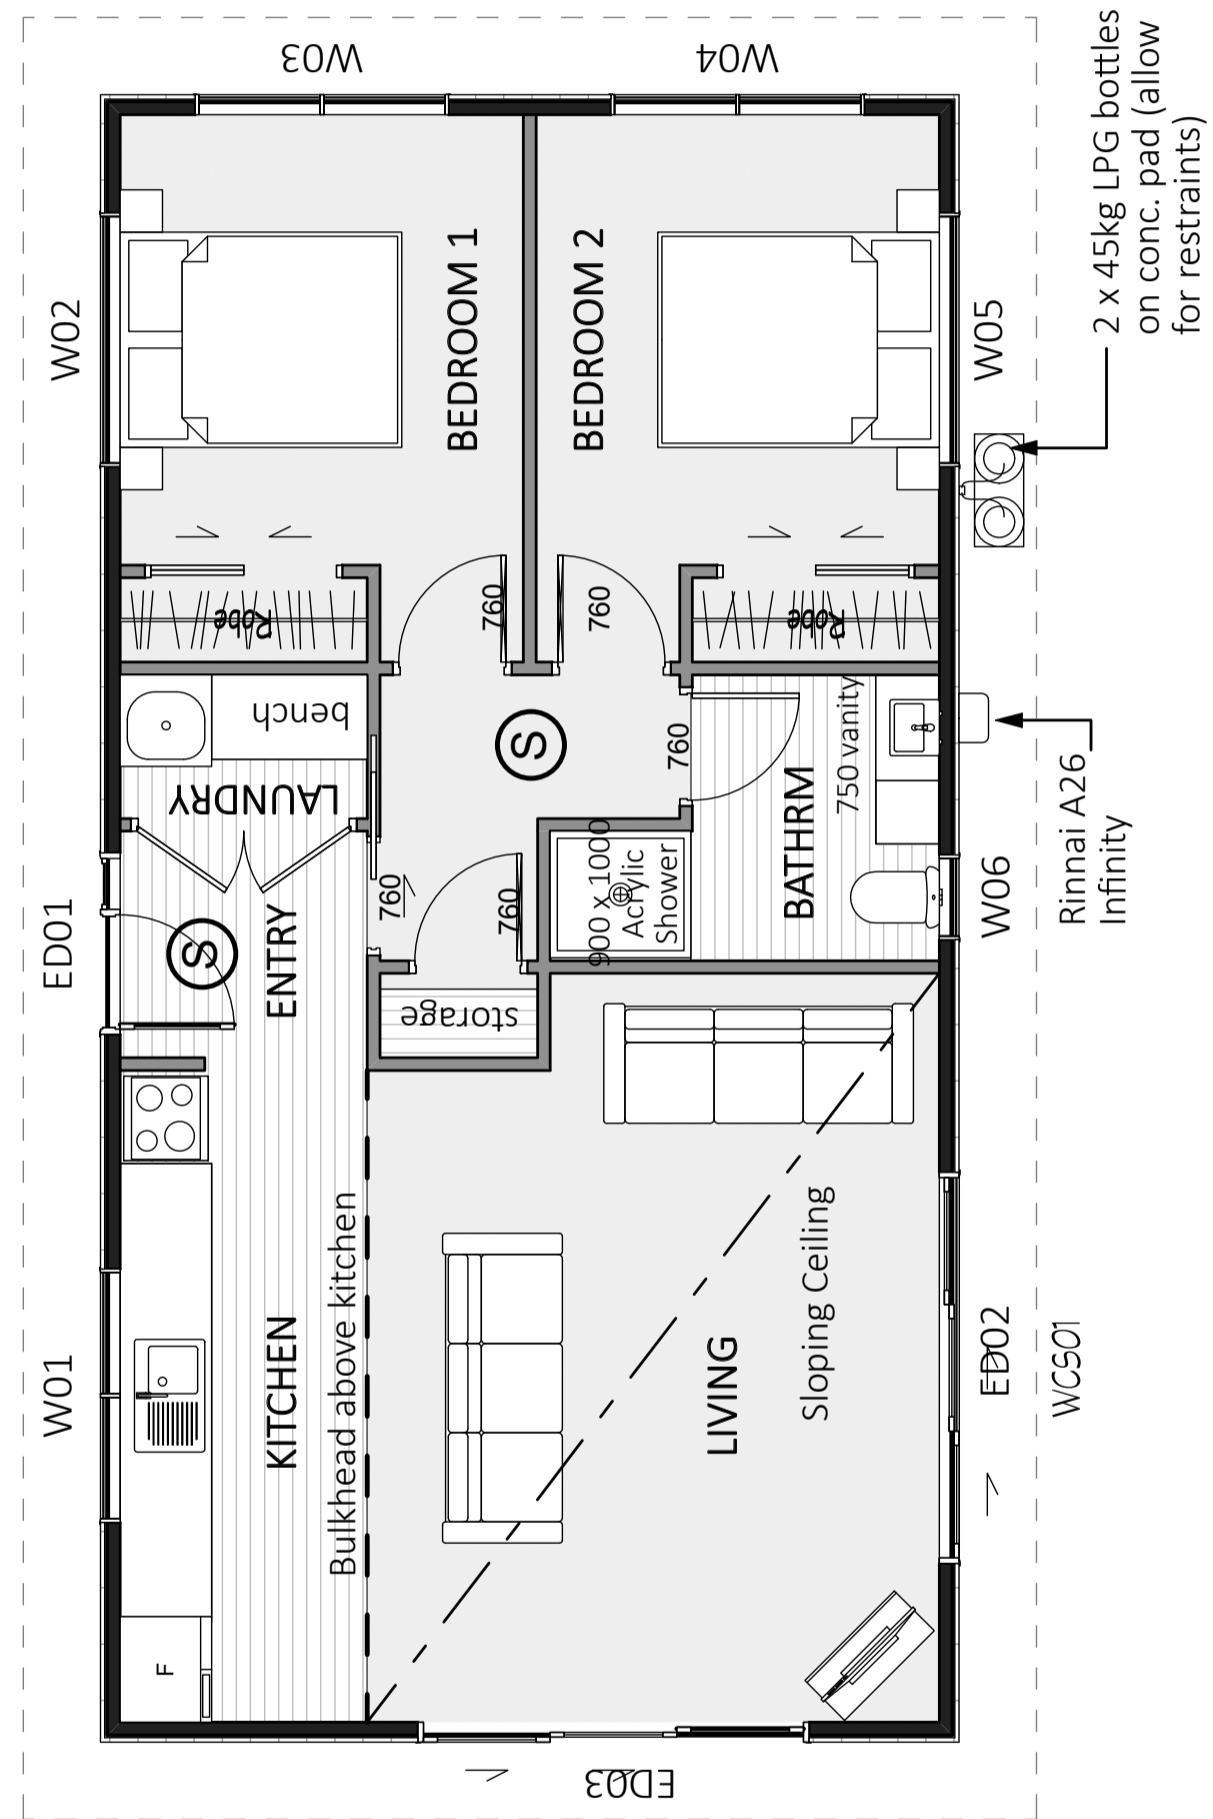 W03
W04
2 x 45kg LPG bottles
on conc. pad (allow
for restraints)
W02
BEDROOM 1
BEDROOM 2
W05
760
760
Robe
Robe
bench
LAUNDRY
S
760
750 vanity
BATHRM
Rinnai A26
Infinity
ED01
S
ENTRY
760
760
900 x 1000
Acrylic
Shower
W06
storage
W01
KITCHEN
Bulkhead above kitchen
LIVING
Sloping Ceiling
ED02
WCS01
F
ED03